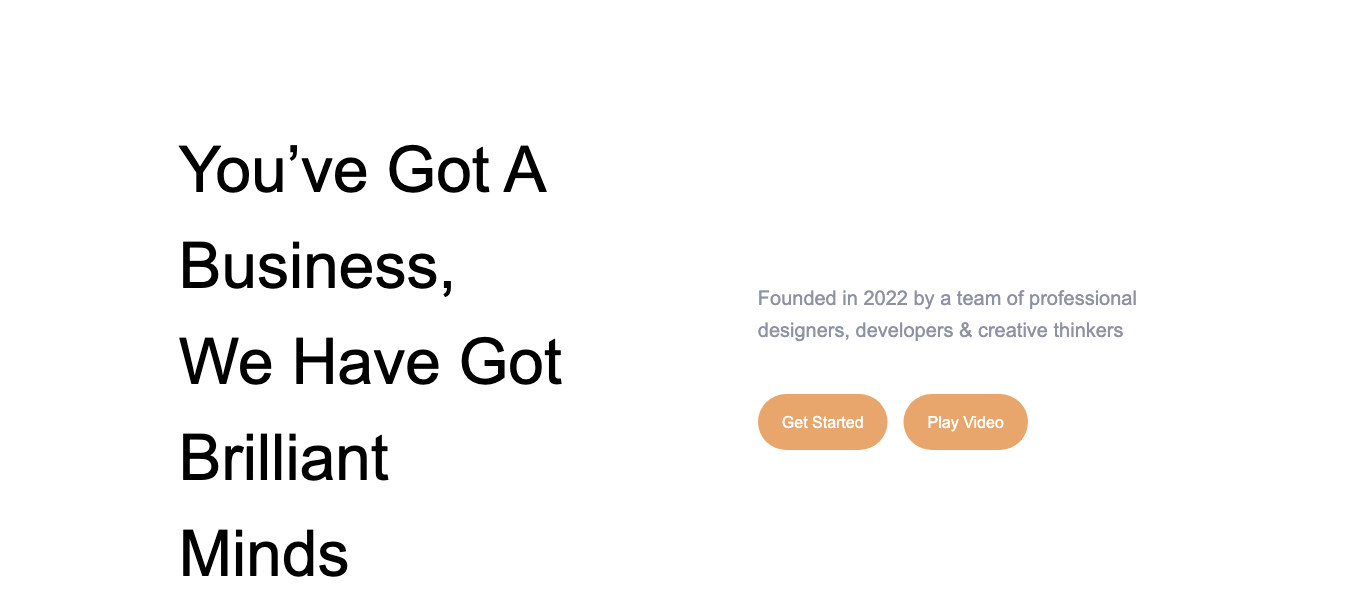 You’ve Got A
Business,
We Have Got
Brilliant
Minds
Founded in 2022 by a team of professional
designers, developers & creative thinkers
Get Started
Play Video